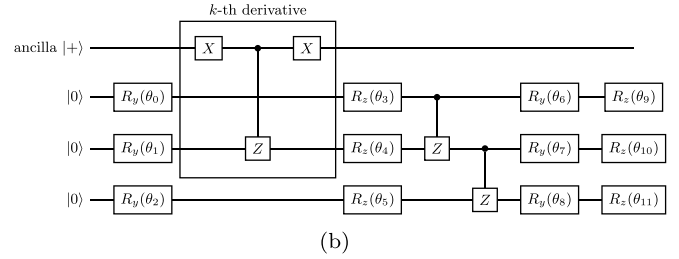 k-th derivative
ancilla |+⟩ X X
|0⟩ R_y(θ_0) R_z(θ_3) R_y(θ_6) R_z(θ_9)
|0⟩ R_y(θ_1) Z R_z(θ_4) Z R_y(θ_7) R_z(θ_10)
|0⟩ R_y(θ_2) R_z(θ_5) Z R_y(θ_8) R_z(θ_11)
(b)